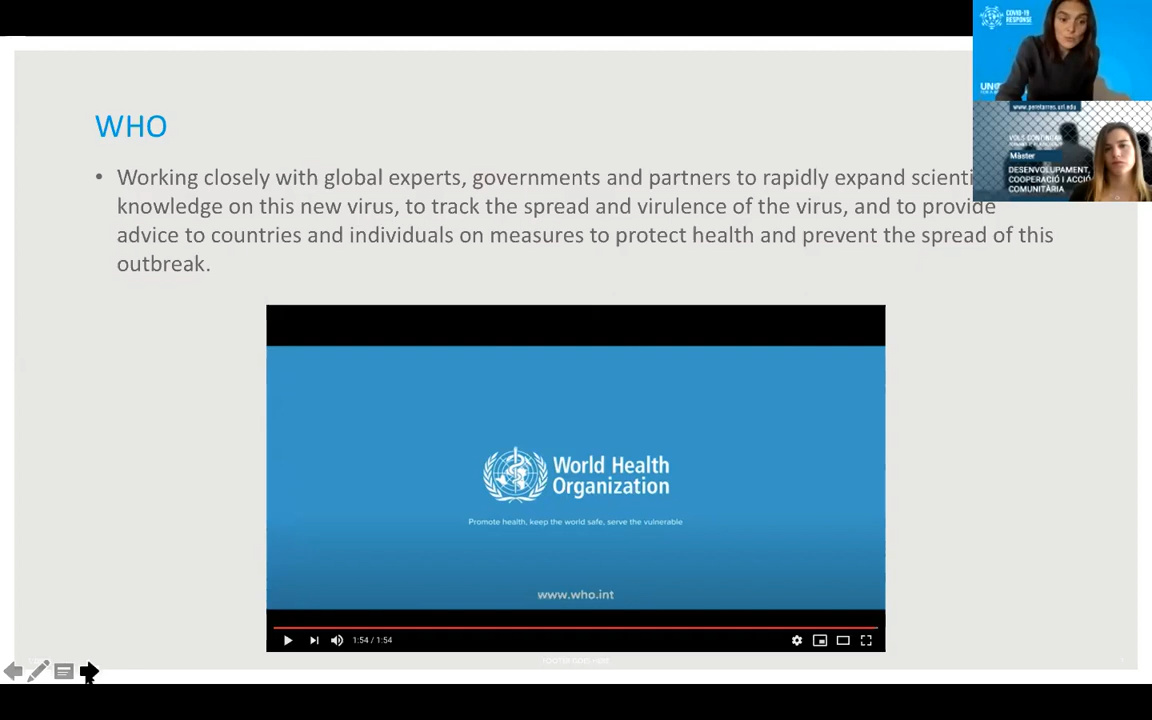 COVID-19
RESPONSE
www.peretarres.url.edu
Màster
DESENVOLUPAMENT,
COOPERACIÓ I ACCIÓ
COMUNITÀRIA
WHO
• Working closely with global experts, governments and partners to rapidly expand
knowledge on this new virus, to track the spread and virulence of the virus, and to provide
advice to countries and individuals on measures to protect health and prevent the spread of this
outbreak.
World Health
Organization
Promote health, keep the world safe, serve the vulnerable
www.who.int
1:54 / 1:54